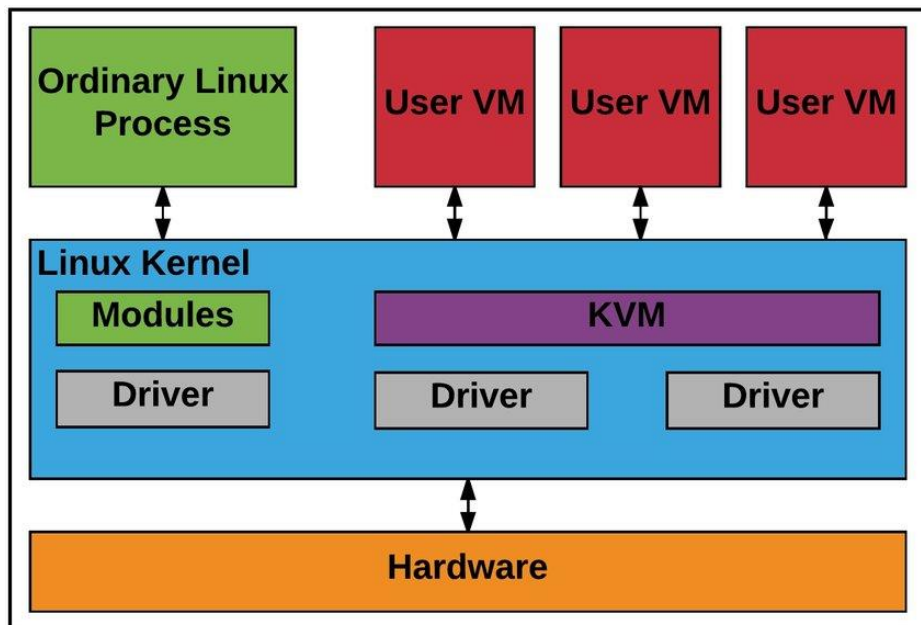 Ordinary Linux
Process
User VM
User VM
User VM
Linux Kernel
Modules
KVM
Driver
Driver
Driver
Hardware